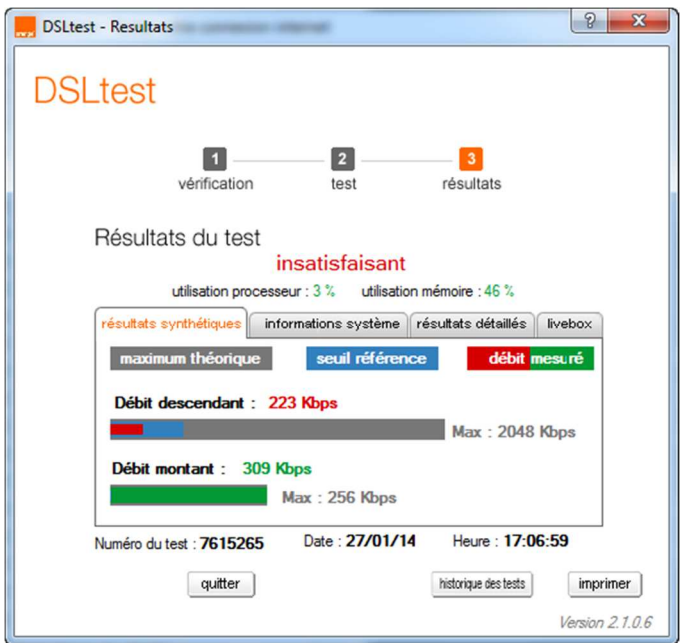 DSLtest - Resultats
DSLtest
1 2 3
vérification test résultats
Résultats du test
insatisfaisant
utilisation processeur : 3 % utilisation mémoire : 46 %
résultats synthétiques informations système résultats détaillés livebox
maximum théorique seuil référence débit mesuré
Débit descendant : 223 Kbps
Max : 2048 Kbps
Débit montant : 309 Kbps
Max : 256 Kbps
Numéro du test : 7615265 Date : 27/01/14 Heure : 17:06:59
quitter historique des tests imprimer
Version 2.1.0.6